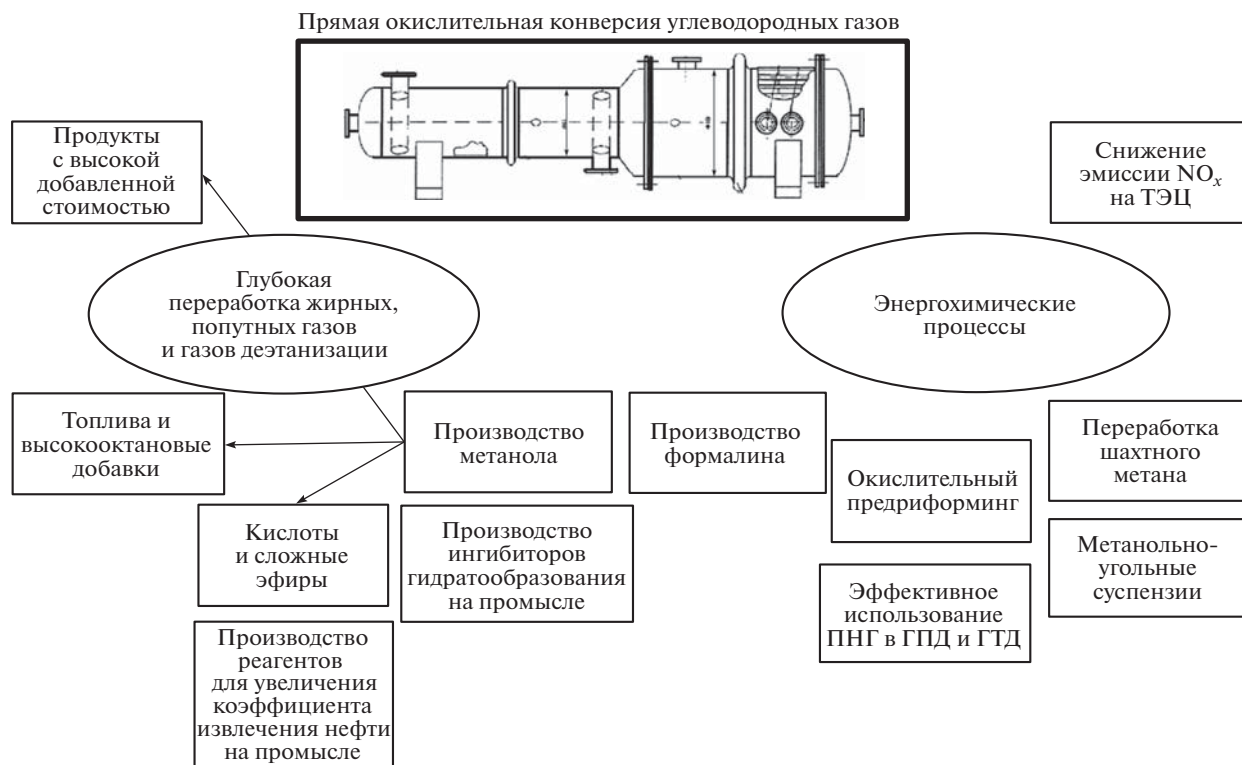 Прямая окислительная конверсия углеводородных газов
Продукты
с высокой
добавленной
стоимостью
Снижение
эмиссии NOx
на ТЭЦ
Глубокая
переработка жирных,
попутных газов
и газов деэтанизации
Энергохимические
процессы
Топлива и
высокооктановые
добавки
Производство
метанола
Производство
формалина
Окислительный
предриформинг
Переработка
шахтного
метана
Кислоты
и сложные
эфиры
Производство
ингибиторов
гидратообразования
на промысле
Эффективное
использование
ПНГ в ГПД и ГТД
Метанольно-
угольные
суспензии
Производство
реагентов
для увеличения
коэффициента
извлечения нефти
на промысле